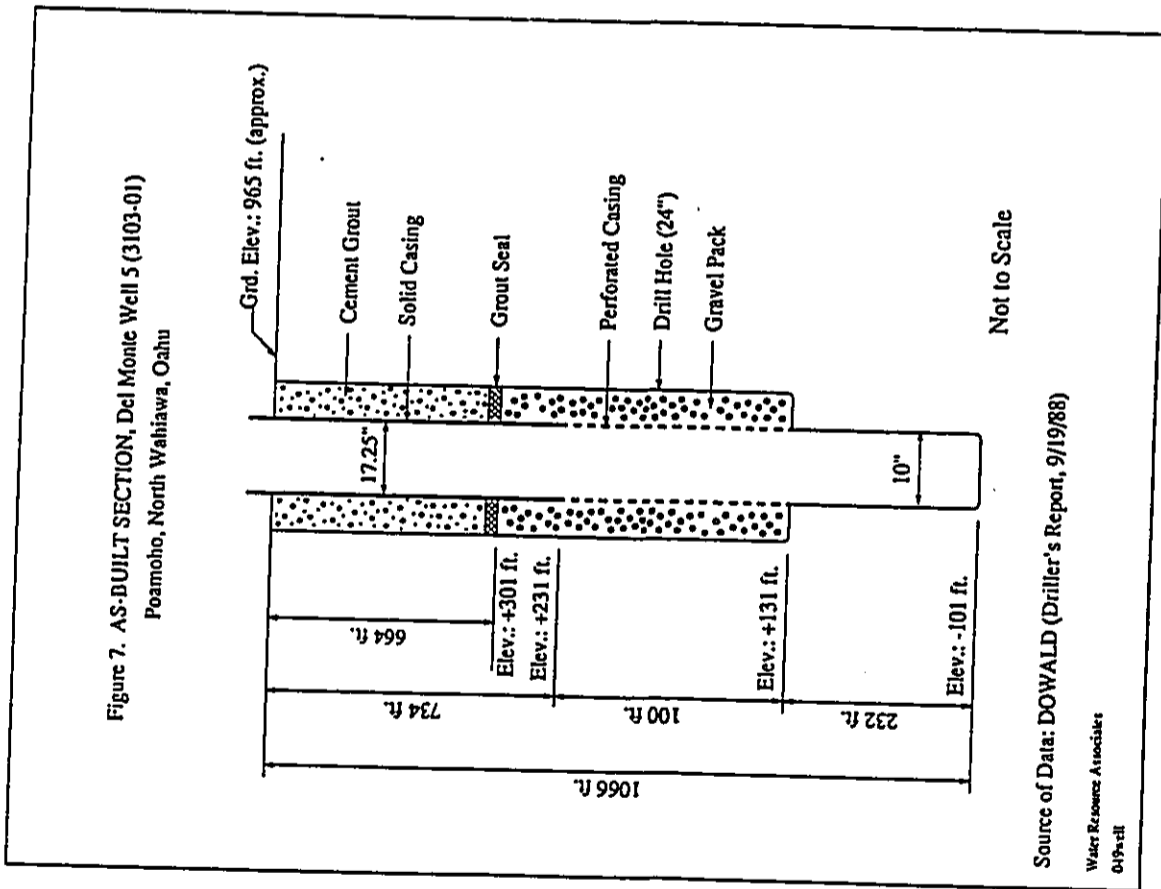 Figure 7. AS-BUILT SECTION, Del Monte Well 5 (3103-01)
Poamoho, North Wahiawa, Oahu
Grd. Elev.: 965 ft. (approx.)
Cement Grout
Solid Casing
17.25"
Grout Seal
Perforated Casing
Drill Hole (24")
Gravel Pack
10"
664 ft.
Elev.: +301 ft.
Elev.: +231 ft.
734 ft.
100 ft.
Elev.: +131 ft.
232 ft.
Elev.: -101 ft.
1066 ft.
Not to Scale
Source of Data: DOWALD (Driller's Report, 9/19/88)
Water Resource Associates
049well